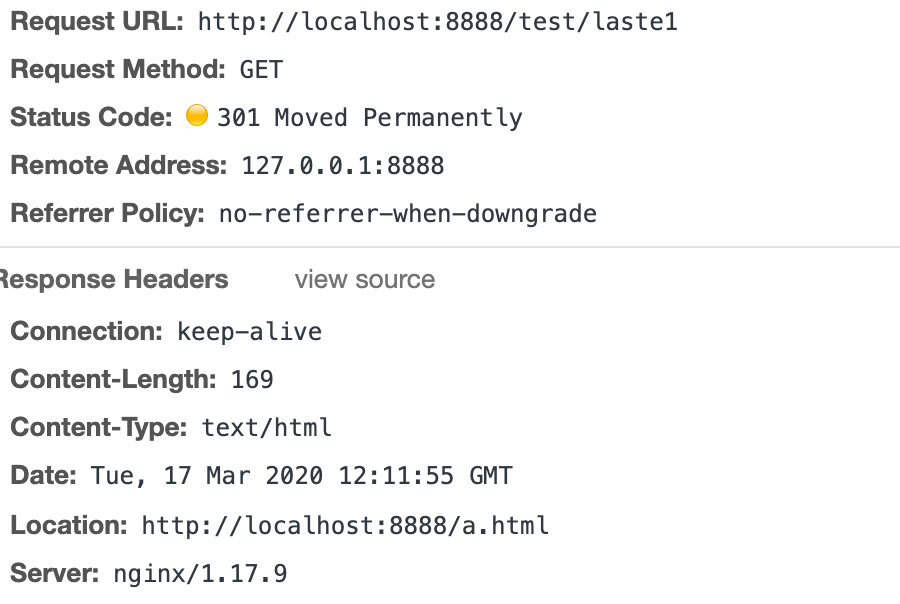 Request URL: http://localhost:8888/test/laste1
Request Method: GET
Status Code: 301 Moved Permanently
Remote Address: 127.0.0.1:8888
Referrer Policy: no-referrer-when-downgrade
Response Headers view source
Connection: keep-alive
Content-Length: 169
Content-Type: text/html
Date: Tue, 17 Mar 2020 12:11:55 GMT
Location: http://localhost:8888/a.html
Server: nginx/1.17.9